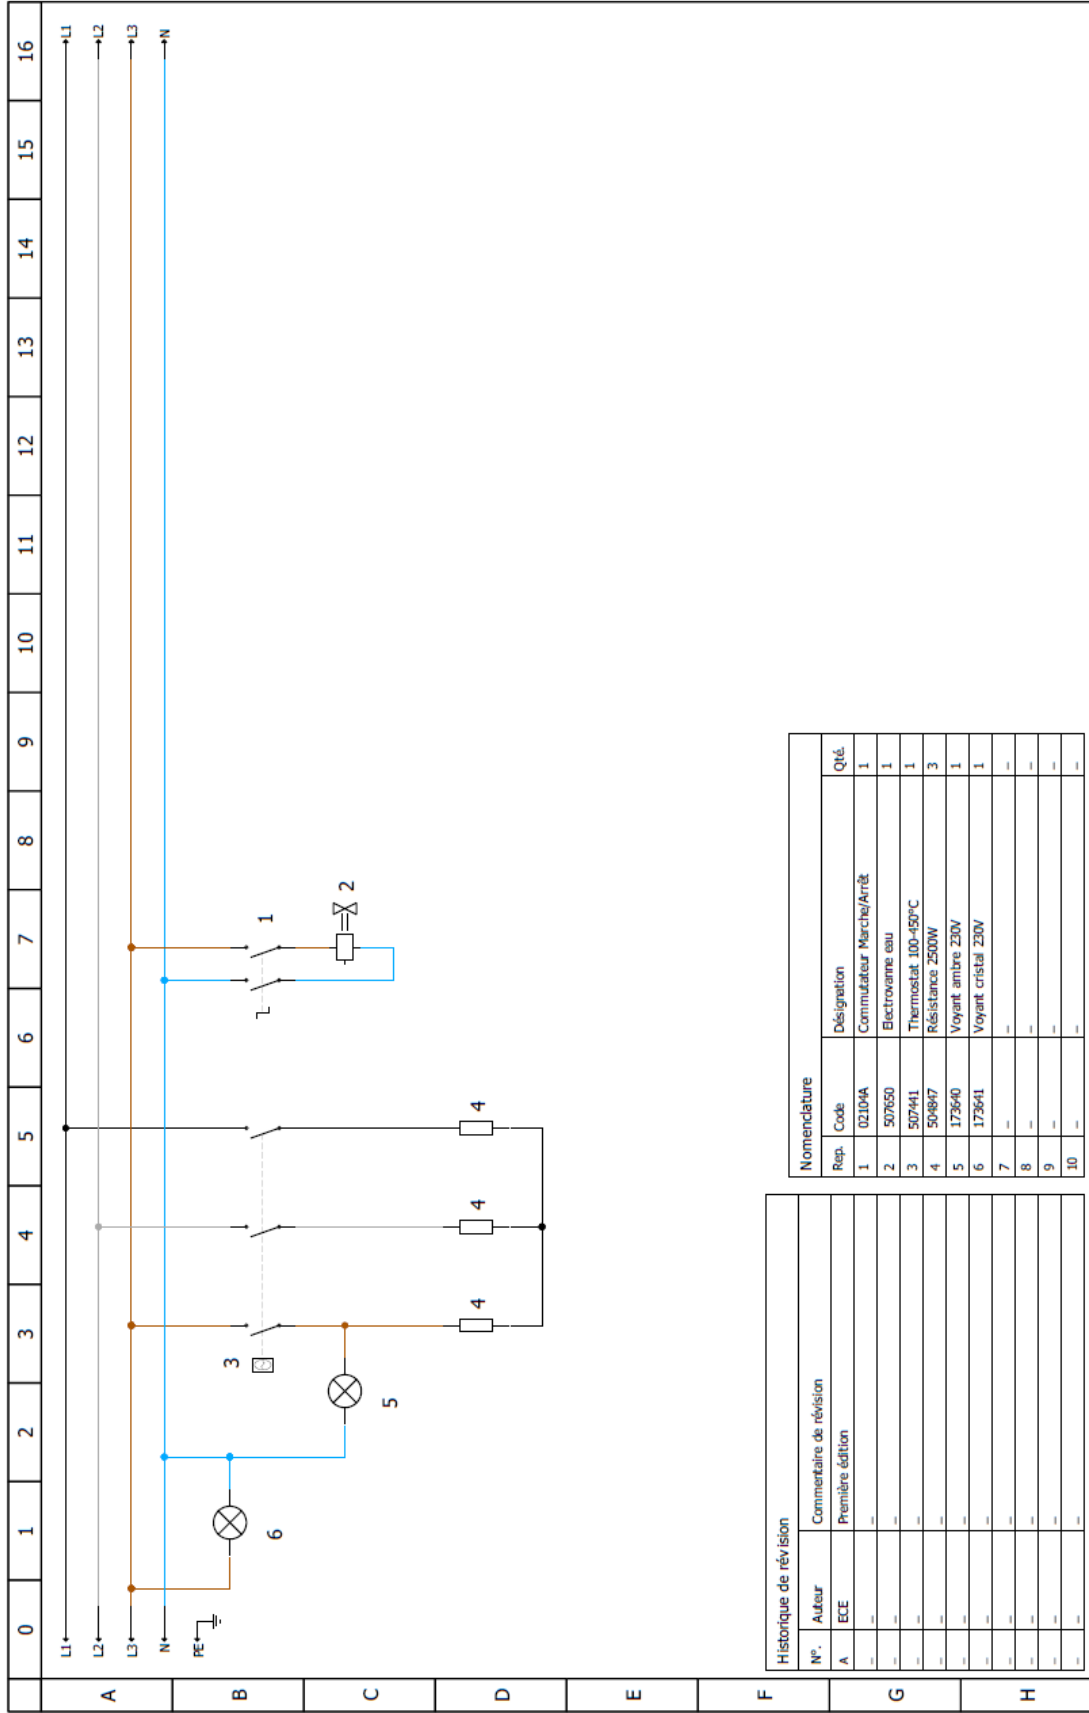 0 1 2 3 4 5 6 7 8 9 10 11 12 13 14 15 16
A
B
C
D
E
F
G
H
L1 L1
L2 L2
L3 L3
N N
PE
6
5
3
4 4 4
1
2
Historique de révision
N°. Auteur Commentaire de révision
A ECE Première édition
– – –
– – –
– – –
– – –
– – –
– – –
– – –
– – –
– – –
Nomenclature
Rep. Code Désignation Qté.
1 02104A Commutateur Marche/Arrêt 1
2 507650 Electrovanne eau 1
3 507441 Thermostat 100-450°C 1
4 504847 Résistance 2500W 3
5 173640 Voyant ambre 230V 1
6 173641 Voyant cristal 230V 1
7 – – –
8 – – –
9 – – –
10 – – –